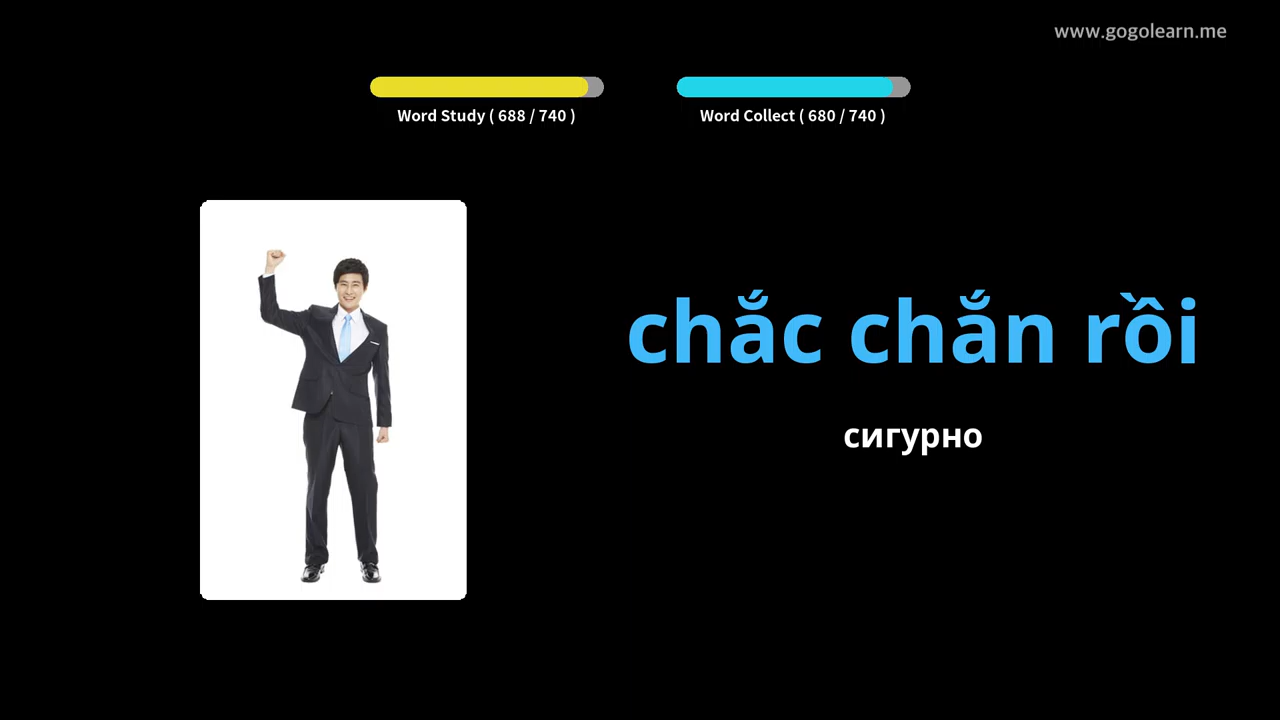 www.gogolearn.me
Word Study ( 688 / 740 )
Word Collect ( 680 / 740 )
chắc chắn rồi
сигурно